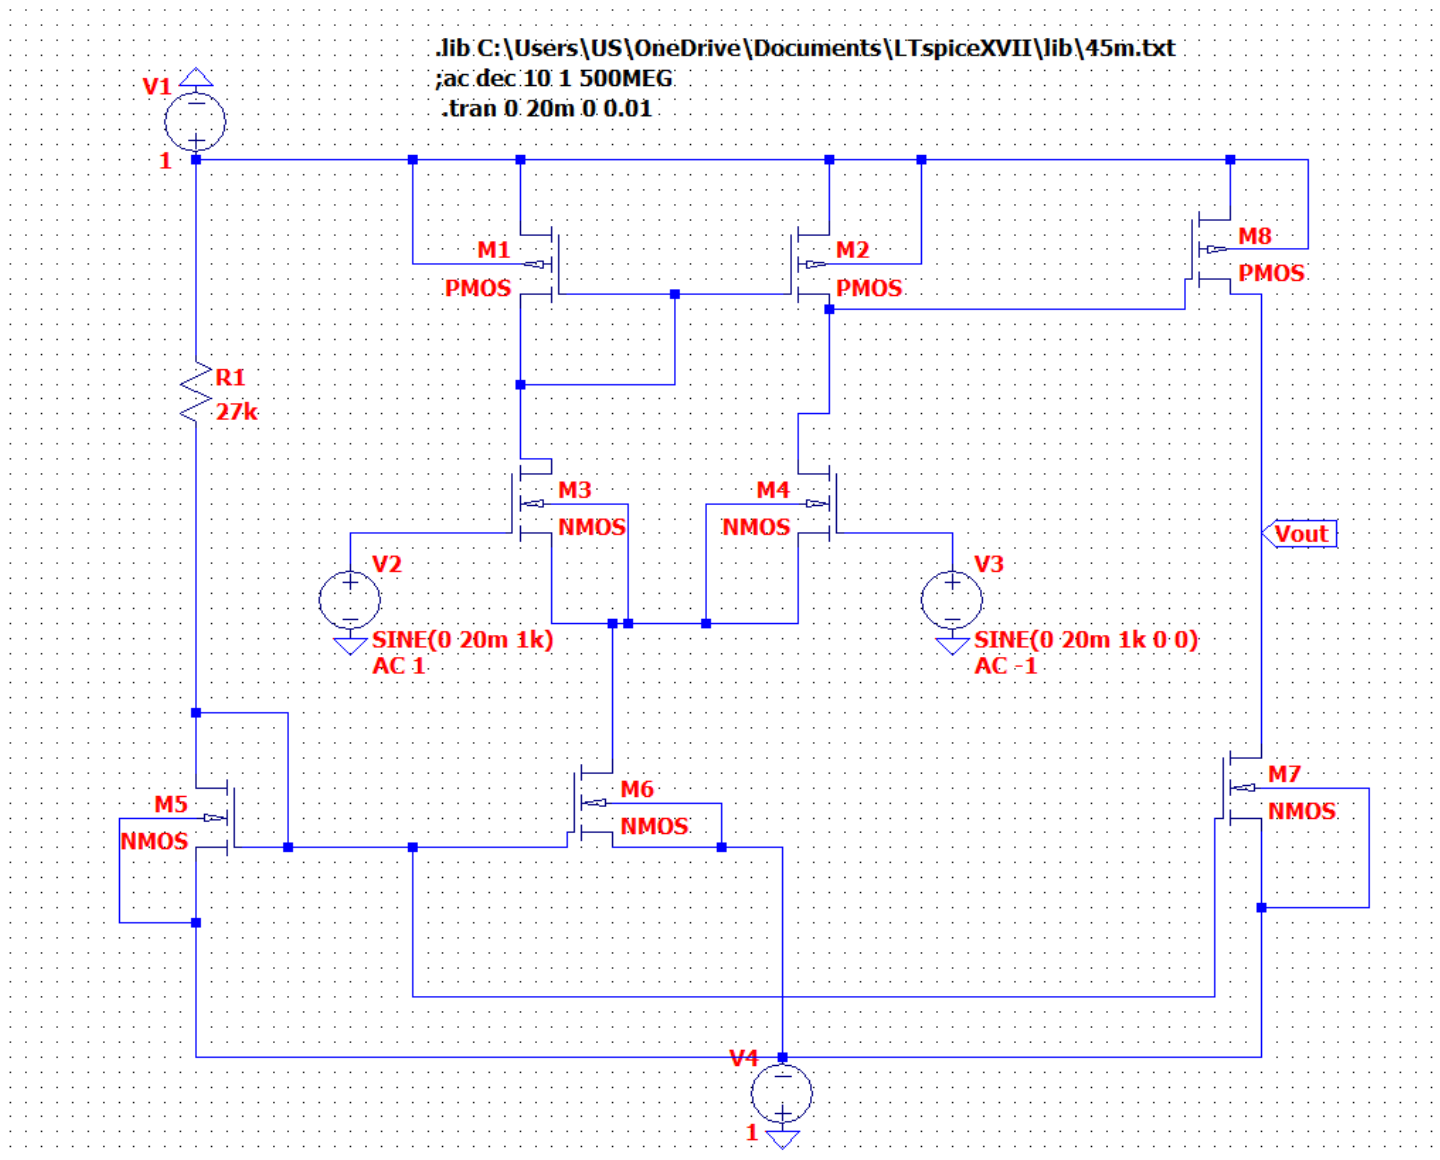 .lib C:\Users\US\OneDrive\Documents\LTspiceXVII\lib\45m.txt
;ac dec 10 1 500MEG
.tran 0 20m 0 0.01
V1
1
M1
PMOS
M2
PMOS
M8
PMOS
R1
27k
M3
NMOS
M4
NMOS
Vout
V2
SINE(0 20m 1k)
AC 1
V3
SINE(0 20m 1k 0 0)
AC -1
M5
NMOS
M6
NMOS
M7
NMOS
V4
1